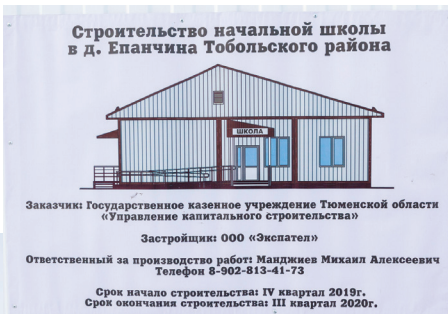 Строительство начальной школы
в д. Епанчина Тобольского района
ШКОЛА
Заказчик: Государственное казенное учреждение Тюменской области
«Управление капитального строительства»
Застройщик: ООО «Экспател»
Ответственный за производство работ: Манджиев Михаил Алексеевич
Телефон 8-902-813-41-73
Срок начало строительства: IV квартал 2019г.
Срок окончания строительства: III квартал 2020г.